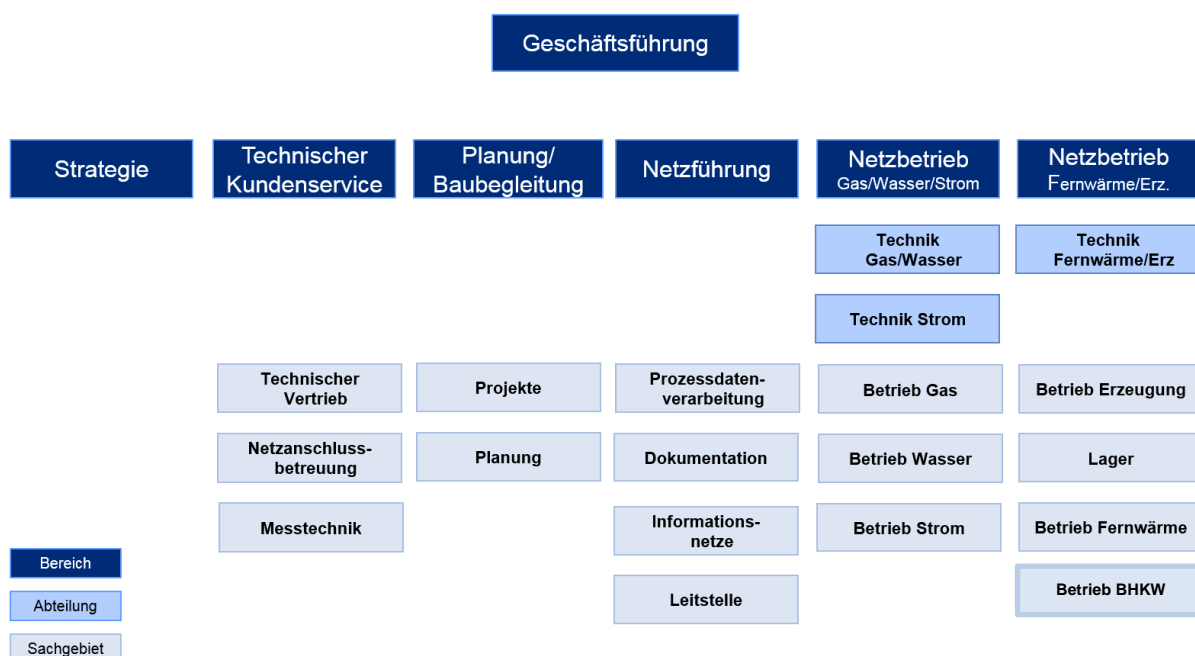 Geschäftsführung
Strategie
Technischer
Kundenservice
Planung/
Baubegleitung
Netzführung
Netzbetrieb
Gas/Wasser/Strom
Netzbetrieb
Fernwärme/Erz.
Technik
Gas/Wasser
Technik
Fernwärme/Erz
Technik Strom
Technischer
Vertrieb
Projekte
Prozessdaten-
verarbeitung
Betrieb Gas
Betrieb Erzeugung
Netzanschluss-
betreuung
Planung
Dokumentation
Betrieb Wasser
Lager
Messtechnik
Informations-
netze
Betrieb Strom
Betrieb Fernwärme
Leitstelle
Betrieb BHKW
Bereich
Abteilung
Sachgebiet